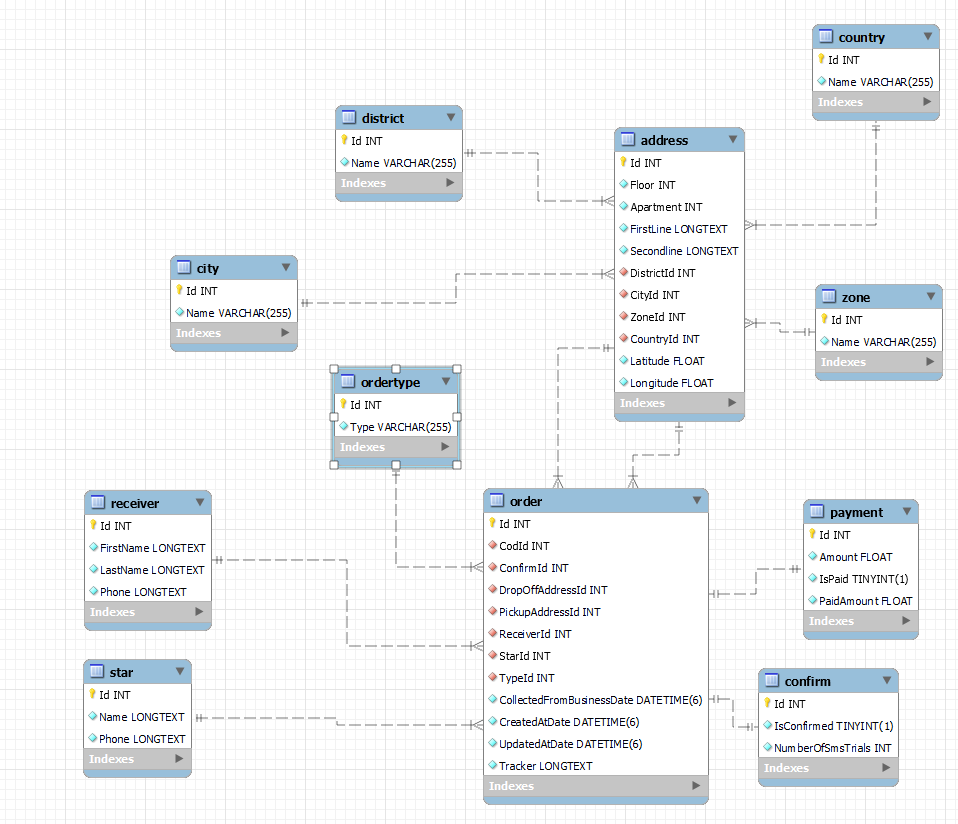 country
Id INT
Name VARCHAR(255)
Indexes
district
Id INT
Name VARCHAR(255)
Indexes
address
Id INT
Floor INT
Apartment INT
FirstLine LONGTEXT
Secondline LONGTEXT
DistrictId INT
CityId INT
ZoneId INT
CountryId INT
Latitude FLOAT
Longitude FLOAT
Indexes
city
Id INT
Name VARCHAR(255)
Indexes
zone
Id INT
Name VARCHAR(255)
Indexes
ordertype
Id INT
Type VARCHAR(255)
Indexes
receiver
Id INT
FirstName LONGTEXT
LastName LONGTEXT
Phone LONGTEXT
Indexes
order
Id INT
CodId INT
ConfirmId INT
DropOffAddressId INT
PickupAddressId INT
ReceiverId INT
StarId INT
TypeId INT
CollectedFromBusinessDate DATETIME(6)
CreatedAtDate DATETIME(6)
UpdatedAtDate DATETIME(6)
Tracker LONGTEXT
Indexes
payment
Id INT
Amount FLOAT
IsPaid TINYINT(1)
PaidAmount FLOAT
Indexes
star
Id INT
Name LONGTEXT
Phone LONGTEXT
Indexes
confirm
Id INT
IsConfirmed TINYINT(1)
NumberOfSmsTrials INT
Indexes